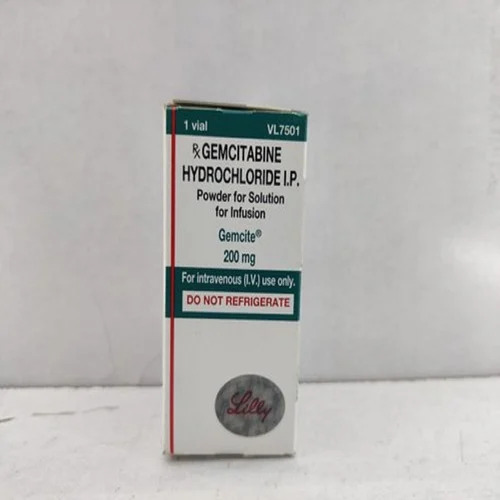 1 vial VL7501
℞ GEMCITABINE
HYDROCHLORIDE I.P.
Powder for Solution
for Infusion
Gemcite®
200 mg
For intravenous (I.V.) use only.
DO NOT REFRIGERATE
Lilly